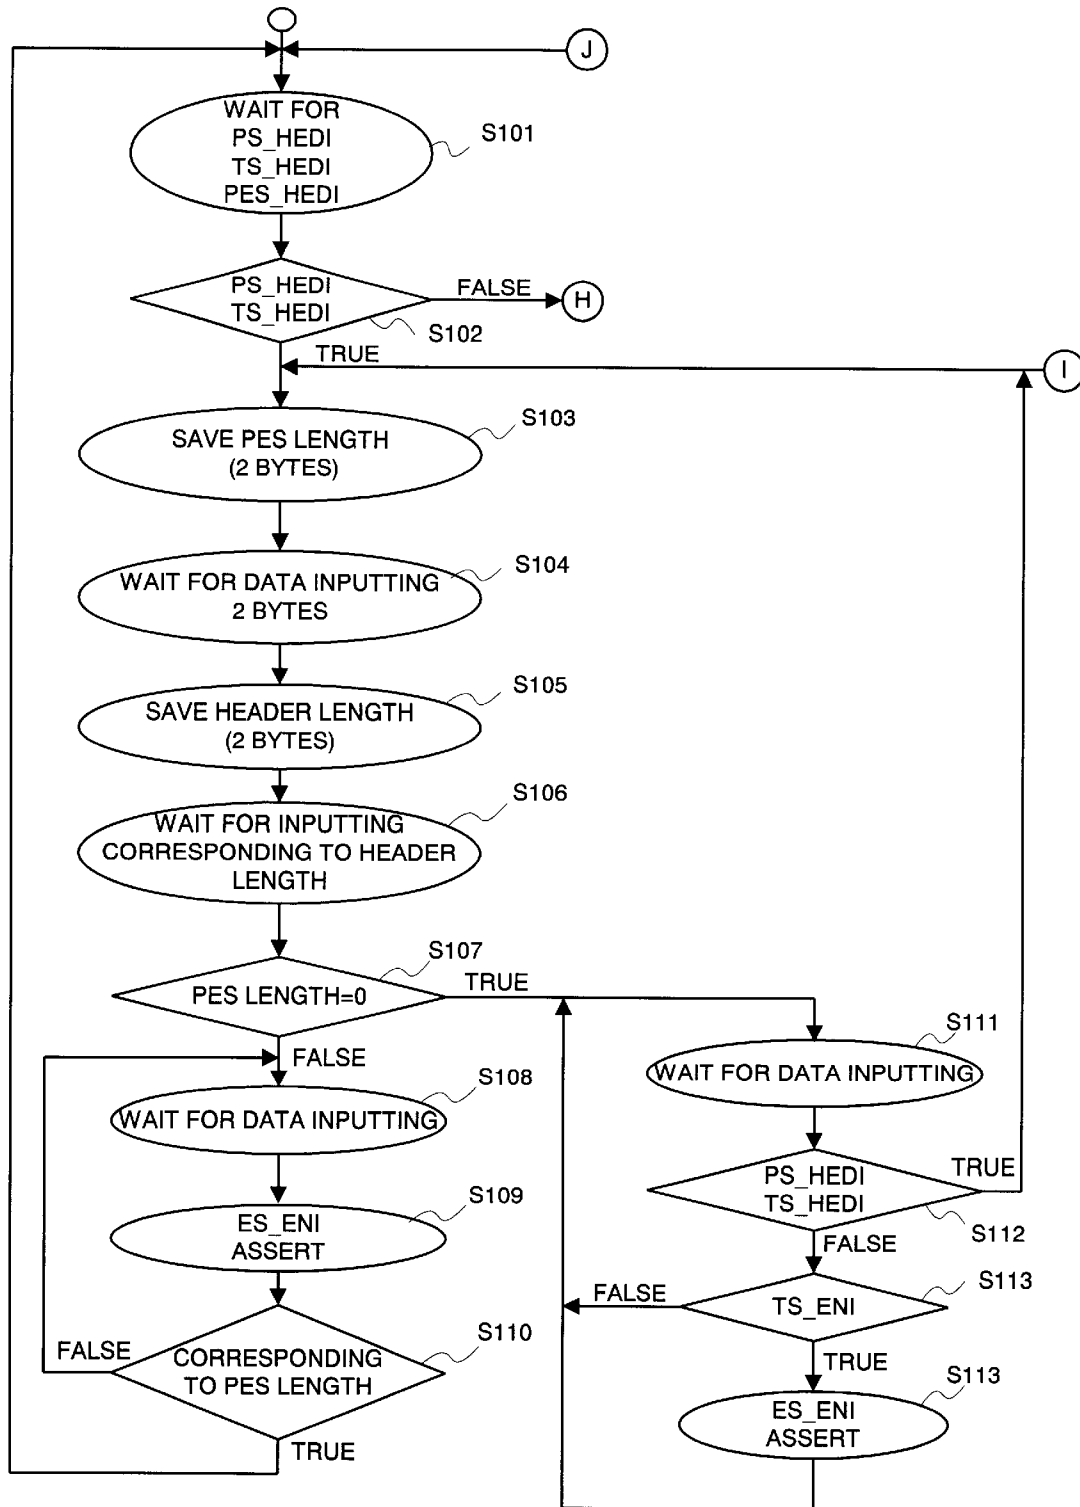 J
WAIT FOR
PS_HEDI
TS_HEDI
PES_HEDI
S101
PS_HEDI
TS_HEDI
FALSE
H
S102
TRUE
I
S103
SAVE PES LENGTH
(2 BYTES)
S104
WAIT FOR DATA INPUTTING
2 BYTES
S105
SAVE HEADER LENGTH
(2 BYTES)
S106
WAIT FOR INPUTTING
CORRESPONDING TO HEADER
LENGTH
S107
PES LENGTH=0
TRUE
FALSE
S108
WAIT FOR DATA INPUTTING
S109
ES_ENI
ASSERT
S110
FALSE
CORRESPONDING
TO PES LENGTH
TRUE
S111
WAIT FOR DATA INPUTTING
PS_HEDI
TS_HEDI
TRUE
S112
FALSE
S113
FALSE
TS_ENI
TRUE
S113
ES_ENI
ASSERT